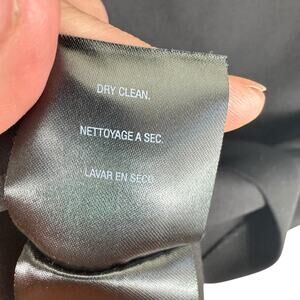 DRY CLEAN.
NETTOYAGE A SEC.
LAVAR EN SECO